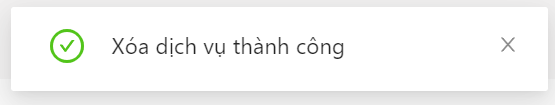 Xóa dịch vụ thành công